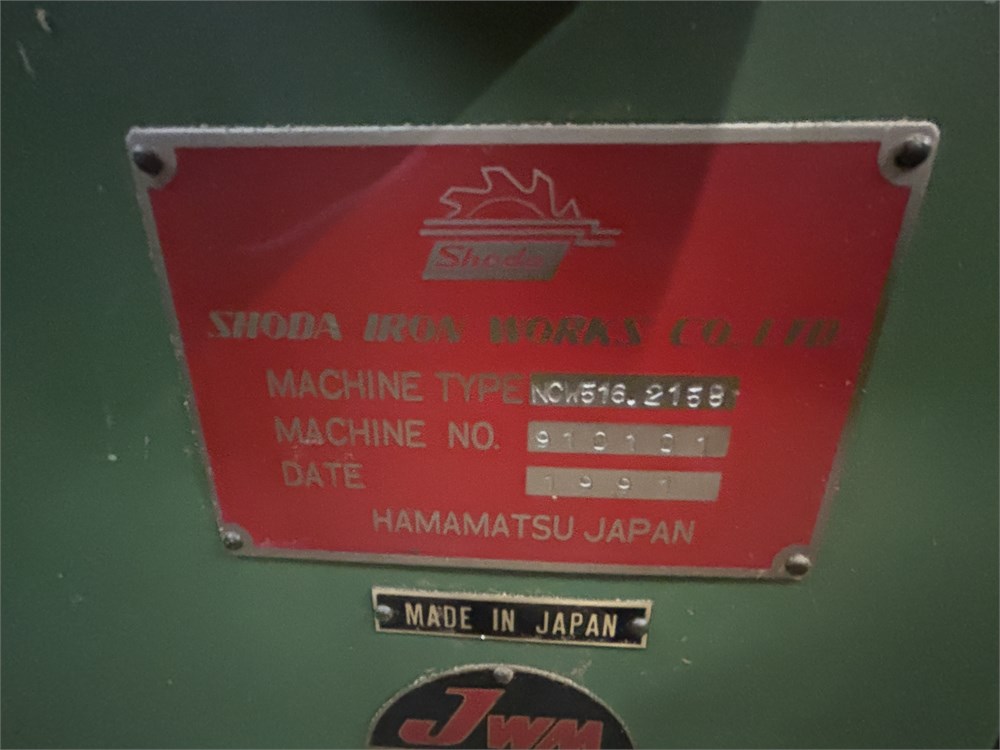 Shoda
SHODA IRON WORKS CO. LTD.
MACHINE TYPE NCW516.2158
MACHINE NO. 910101
DATE 1991
HAMAMATSU JAPAN
MADE IN JAPAN
JWM